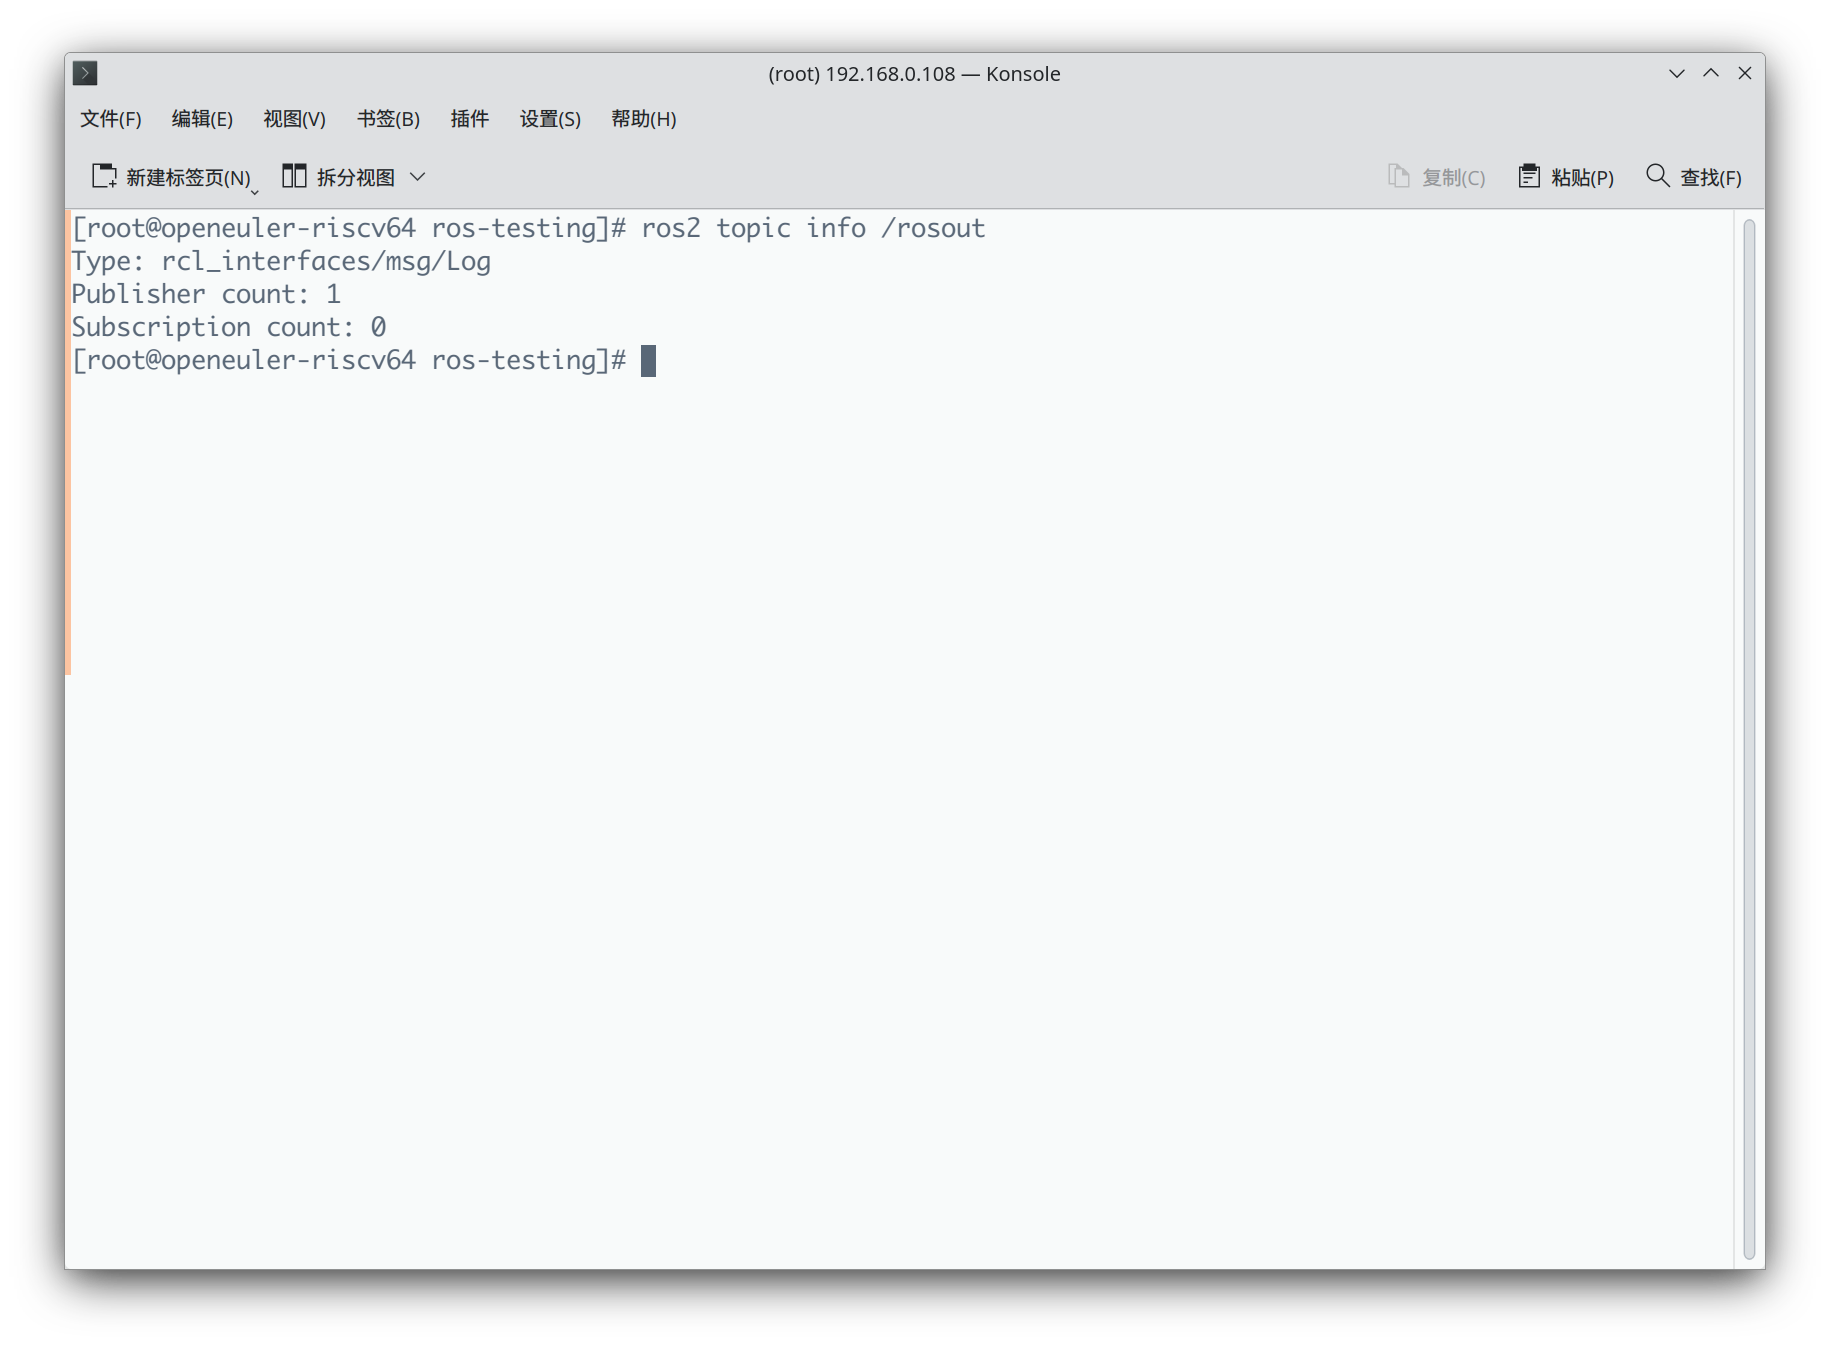 (root) 192.168.0.108 — Konsole
文件(F) 编辑(E) 视图(V) 书签(B) 插件 设置(S) 帮助(H)
新建标签页(N) 拆分视图 复制(C) 粘贴(P) 查找(F)
[root@openeuler-riscv64 ros-testing]# ros2 topic info /rosout
Type: rcl_interfaces/msg/Log
Publisher count: 1
Subscription count: 0
[root@openeuler-riscv64 ros-testing]#